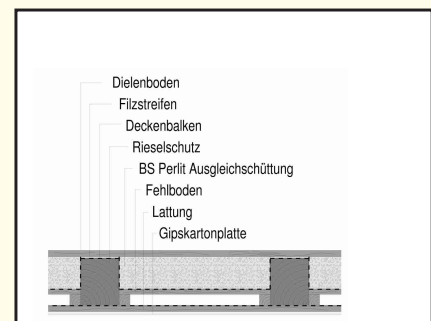 Dielenboden
Filzstreifen
Deckenbalken
Rieselschutz
BS Perlit Ausgleichschüttung
Fehlboden
Lattung
Gipskartonplatte